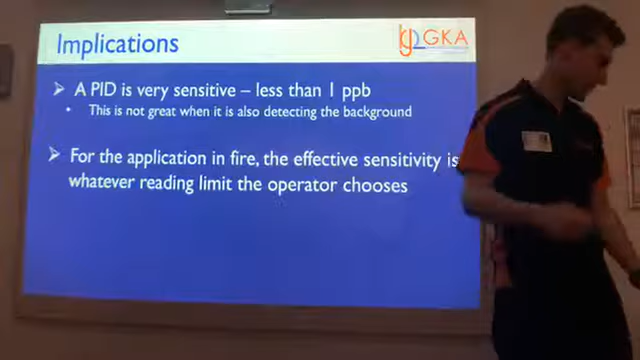 Implications
GKA
➤ A PID is very sensitive – less than 1 ppb
• This is not great when it is also detecting the background
➤ For the application in fire, the effective sensitivity is
whatever reading limit the operator chooses